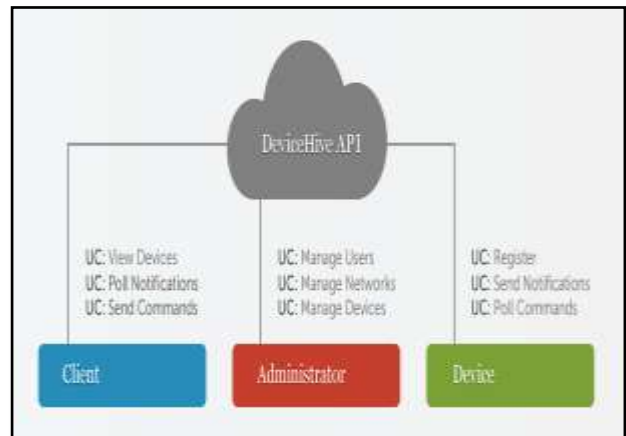 DeviceHive API
UC: View Devices
UC: Poll Notifications
UC: Send Commands
UC: Manage Users
UC: Manage Networks
UC: Manage Devices
UC: Register
UC: Send Notifications
UC: Poll Commands
Client
Administrator
Device